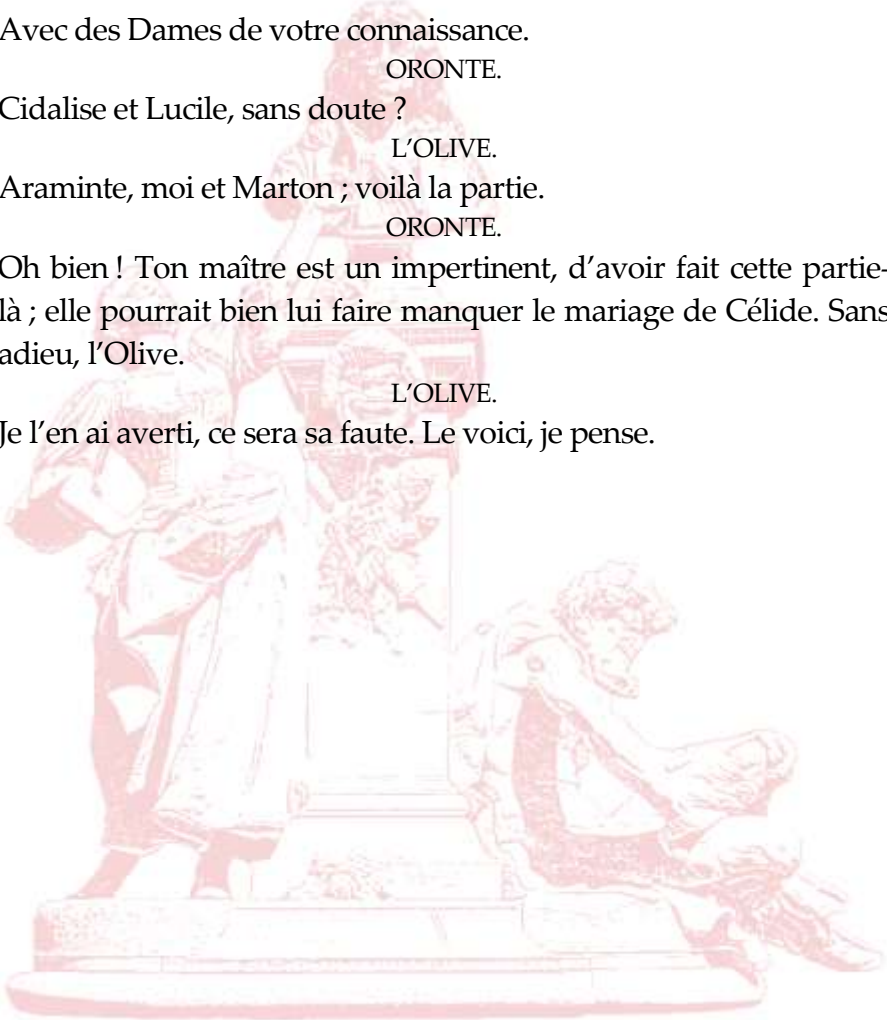 Avec des Dames de votre connaissance.
ORONTE.
Cidalise et Lucile, sans doute ?
L’OLIVE.
Araminte, moi et Marton ; voilà la partie.
ORONTE.
Oh bien ! Ton maître est un impertinent, d’avoir fait cette partie-
là ; elle pourrait bien lui faire manquer le mariage de Célide. Sans
adieu, l’Olive.
L’OLIVE.
Je l’en ai averti, ce sera sa faute. Le voici, je pense.